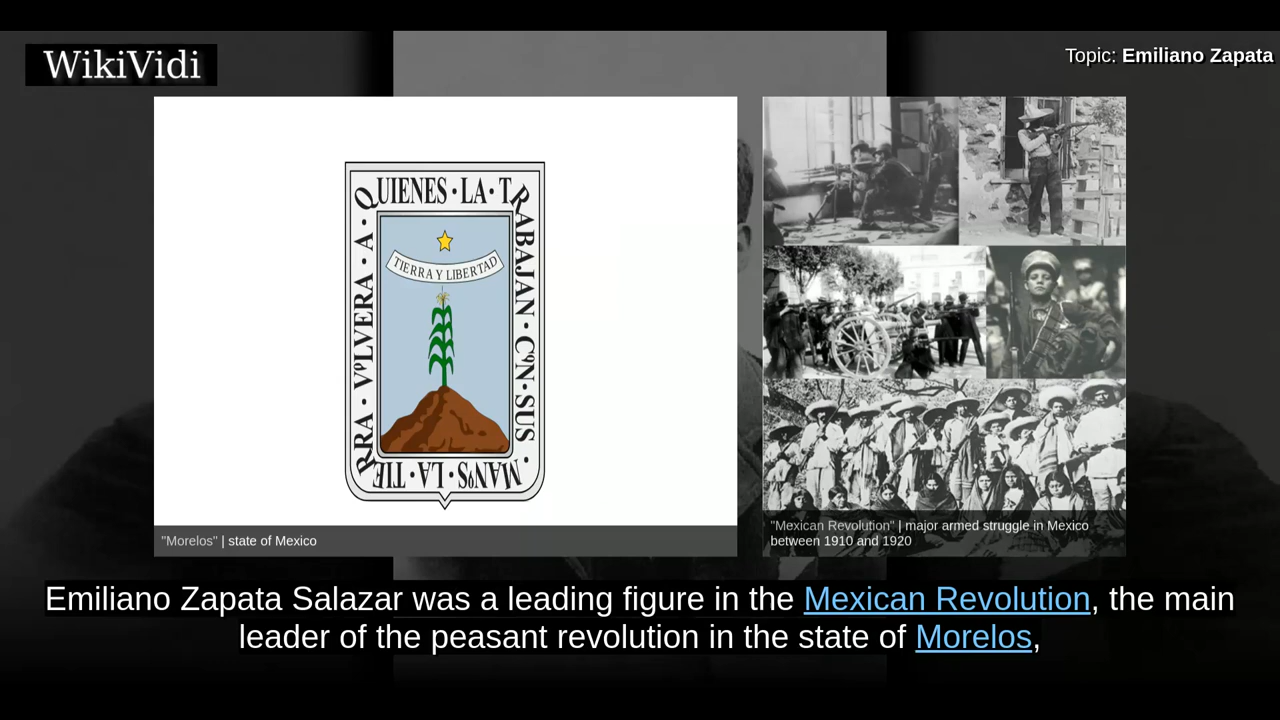 WikiVidi
Topic: Emiliano Zapata
TIERRA Y LIBERTAD
LA · TIERRA · VOLVERA · A · QUIENES · LA · TRABAJAN · CON · SUS · MANOS ·
"Morelos" | state of Mexico
"Mexican Revolution" | major armed struggle in Mexico
between 1910 and 1920
Emiliano Zapata Salazar was a leading figure in the Mexican Revolution, the main
leader of the peasant revolution in the state of Morelos,